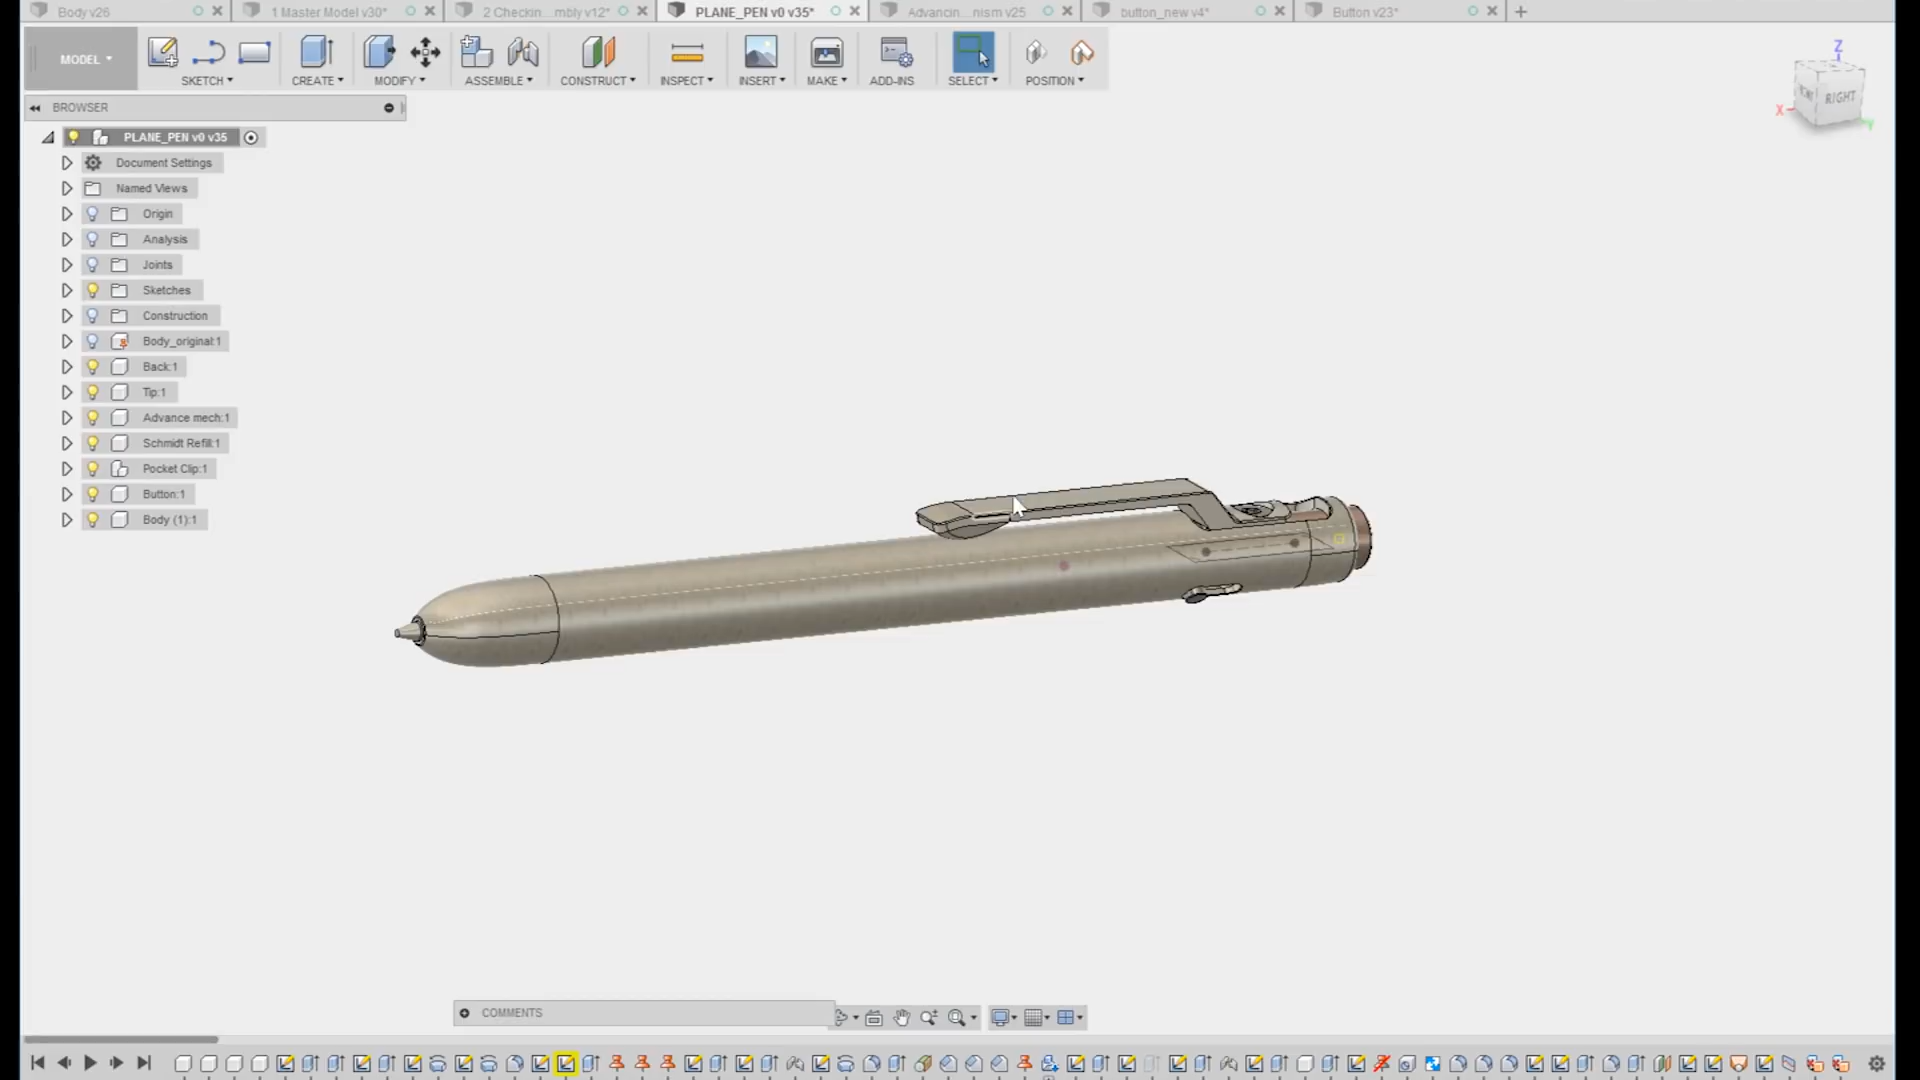 Body v26
1 Master Model v30*
2 Checkin...mbly v12*
PLANE_PEN v0 v35*
Advancin...nism v25
button_new v4*
Button v23*
MODEL
SKETCH
CREATE
MODIFY
ASSEMBLE
CONSTRUCT
INSPECT
INSERT
MAKE
ADD-INS
SELECT
POSITION
Z
RIGHT
X
BROWSER
PLANE_PEN v0 v35
Document Settings
Named Views
Origin
Analysis
Joints
Sketches
Construction
Body_original:1
Back:1
Tip:1
Advance mech:1
Schmidt Refill:1
Pocket Clip:1
Button:1
Body (1):1
COMMENTS